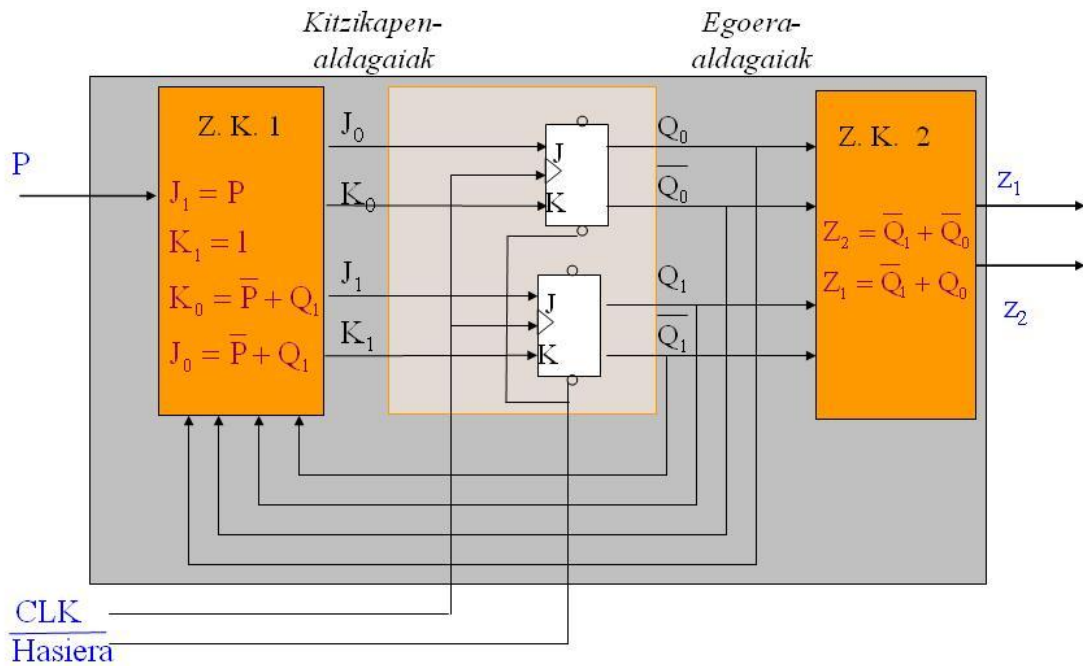 Kitzikapen-
aldagaiak
Egoera-
aldagaiak
P
Z. K. 1
J₁ = P
K₁ = 1
K₀ = P̅ + Q₁
J₀ = P̅ + Q₁
J₀
K₀
J₁
K₁
J
K
J
K
Q₀
Q̅₀
Q₁
Q̅₁
Z. K. 2
Z₂ = Q̅₁ + Q̅₀
Z₁ = Q̅₁ + Q₀
z₁
z₂
CLK
H̅a̅s̅i̅e̅r̅a̅